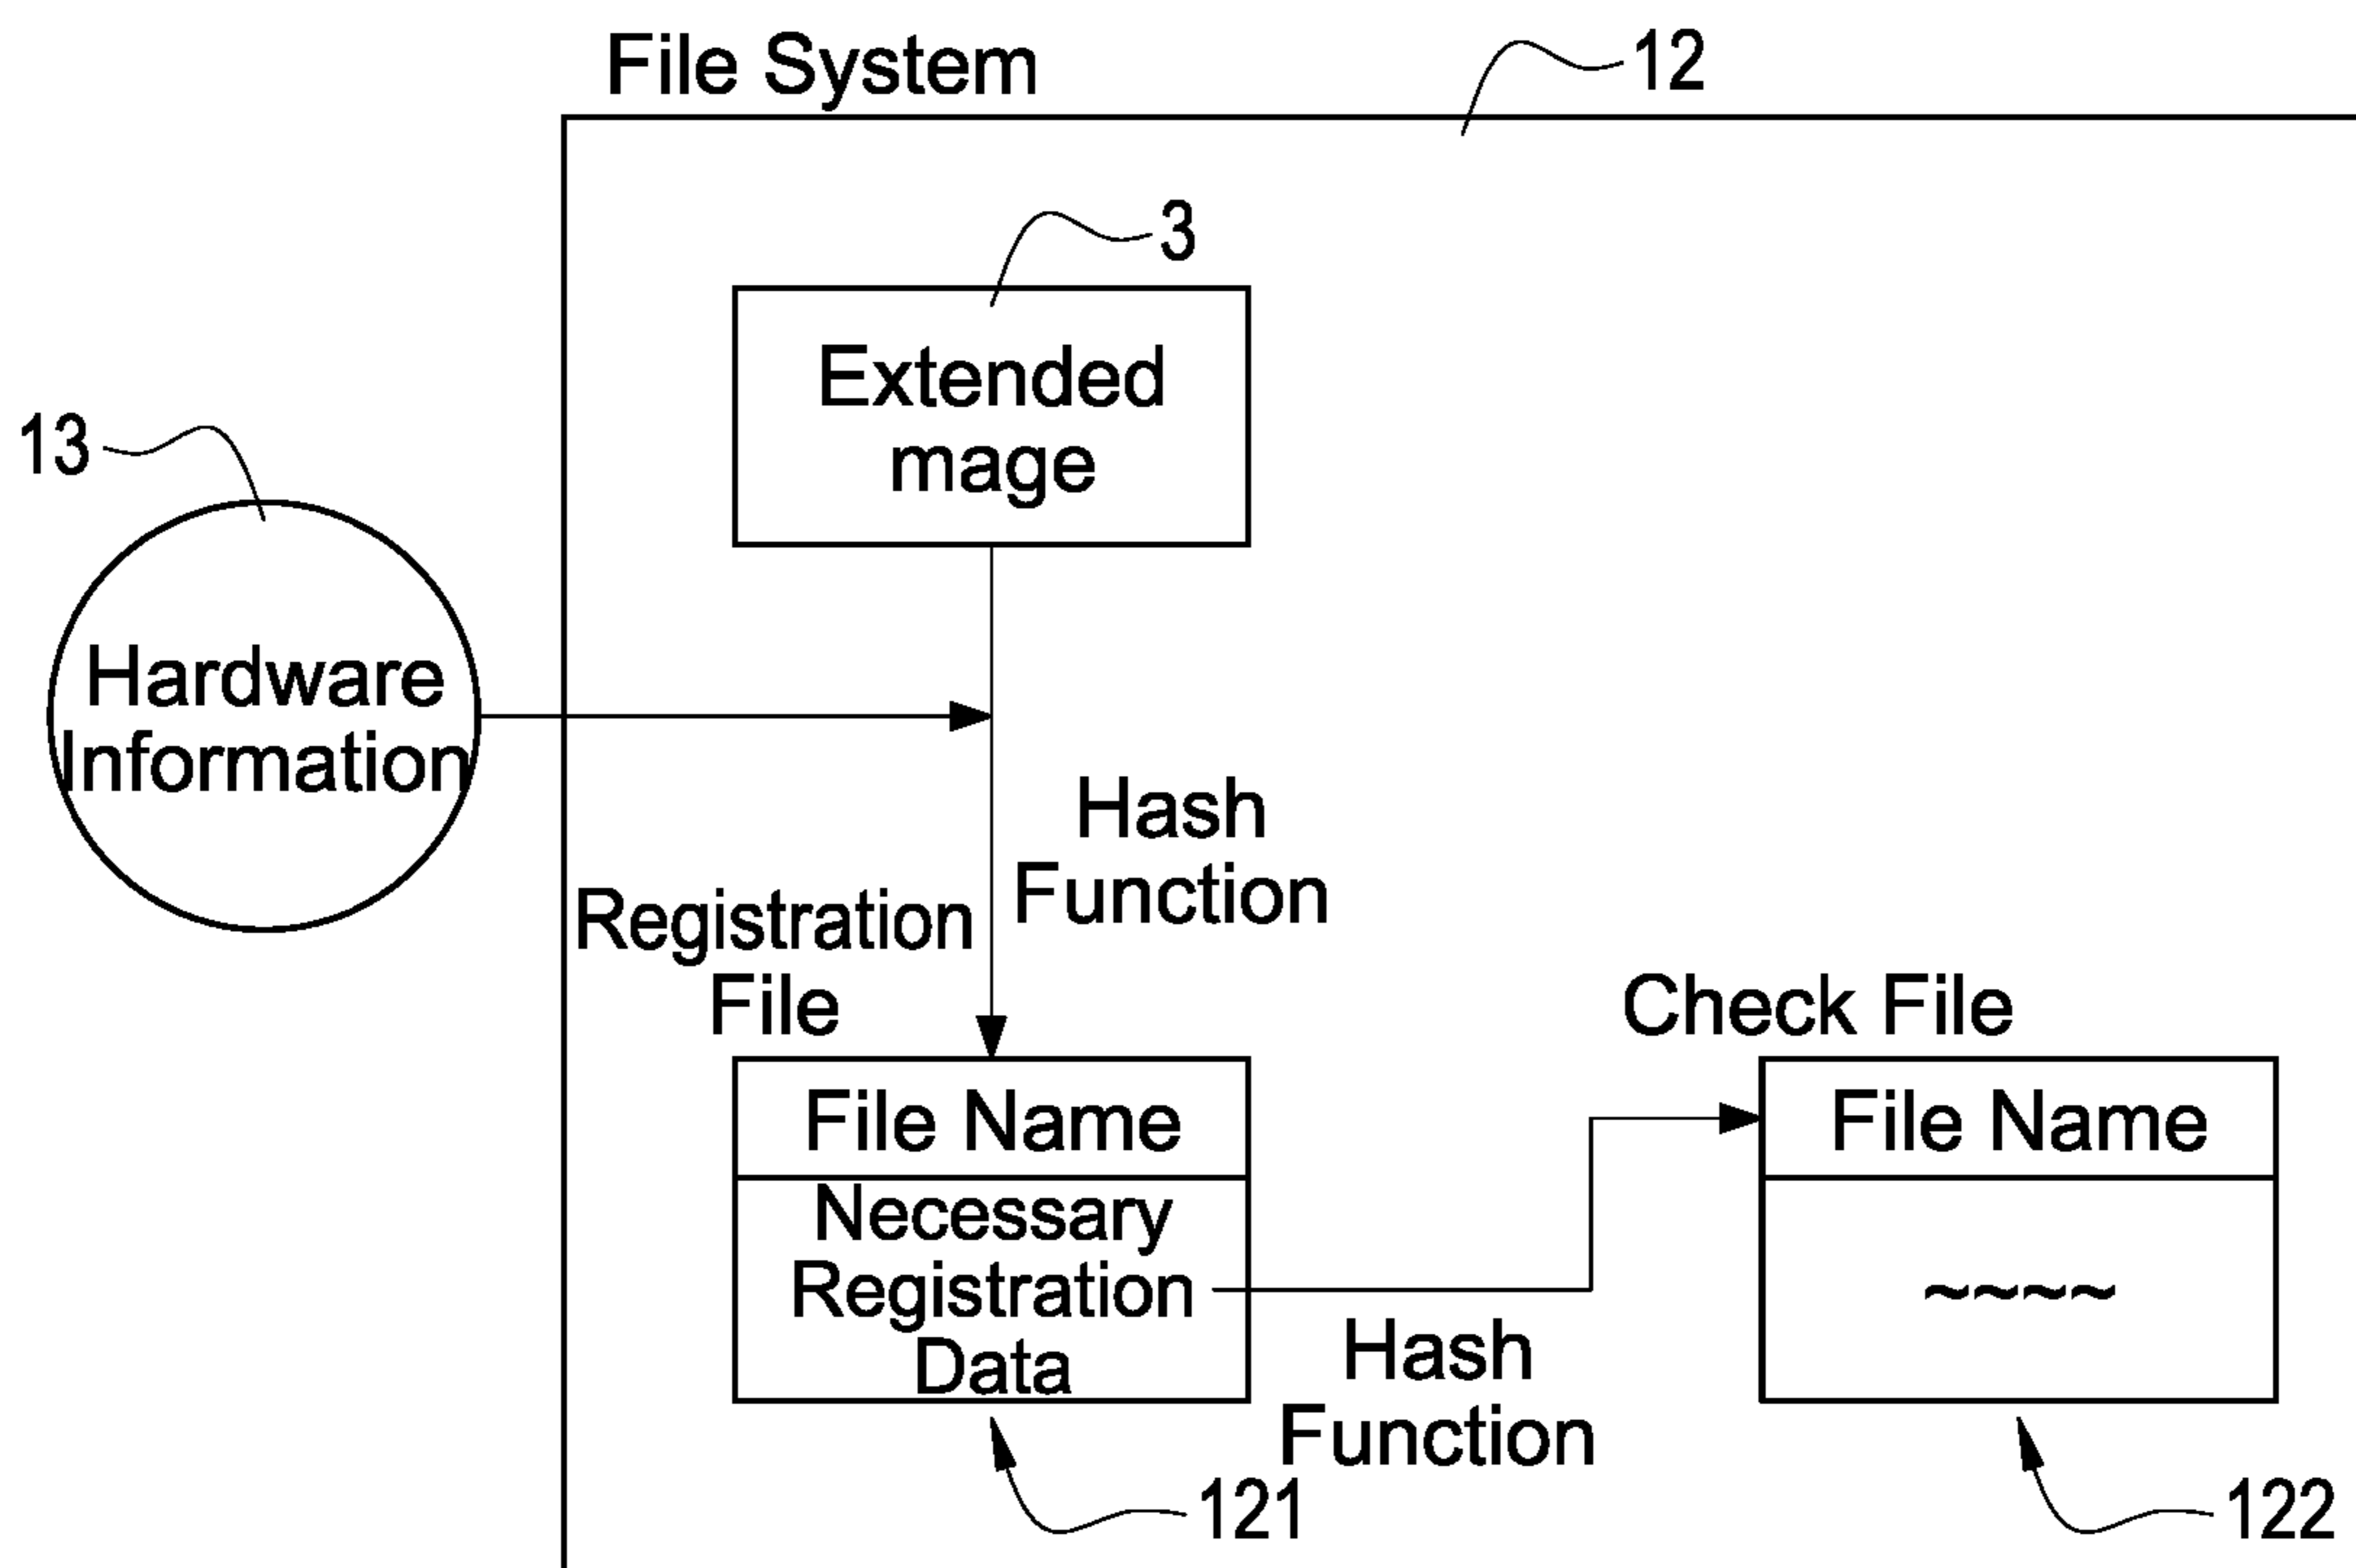 File System
12
3
Extended
mage
13
Hardware
Information
Hash
Function
Registration
File
File Name
Necessary
Registration
Data
121
Hash
Function
Check File
File Name
~~~~
122